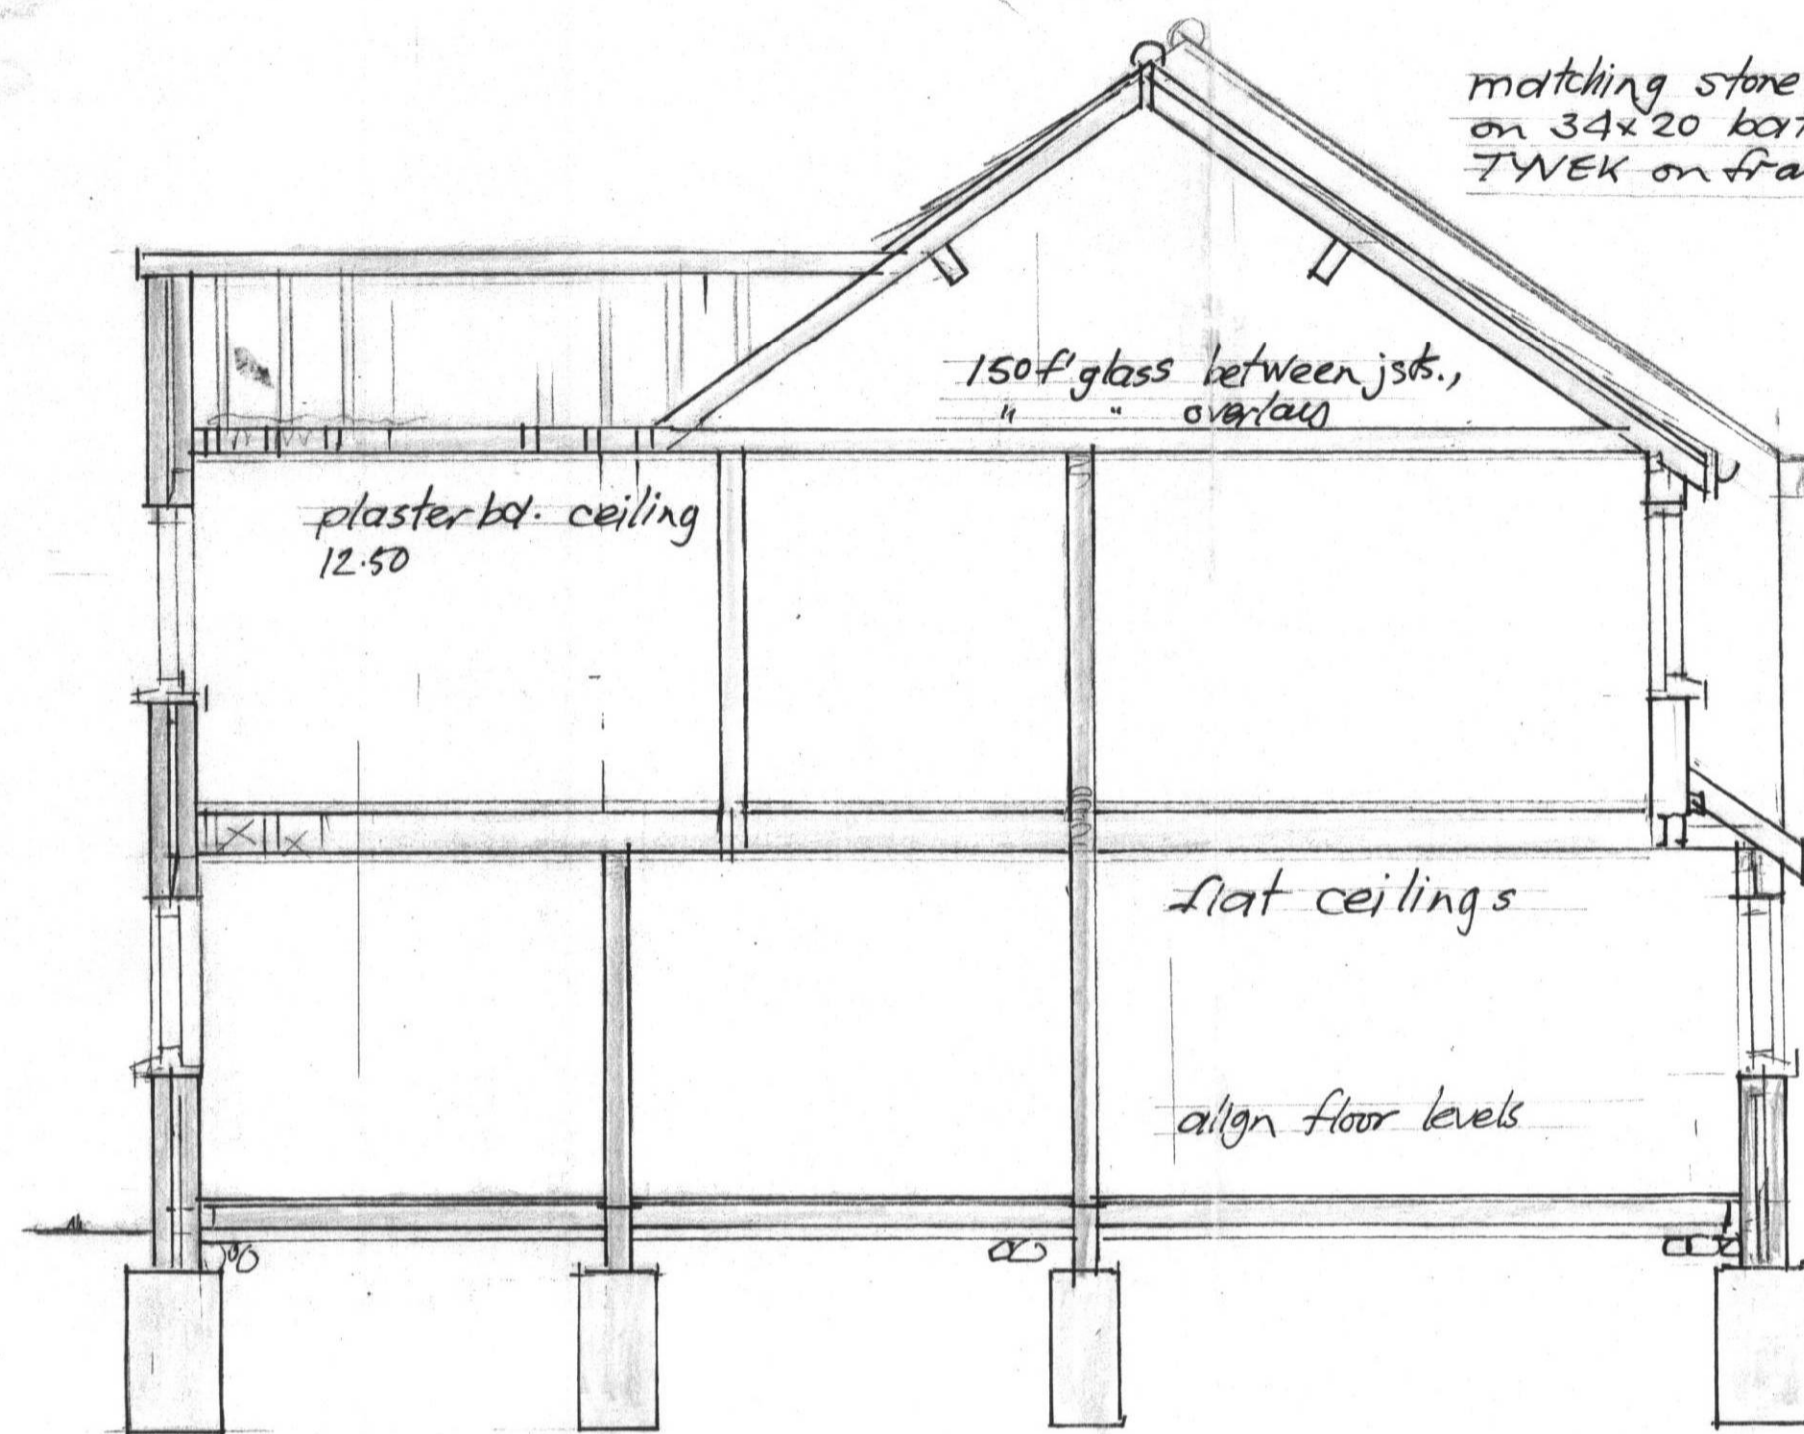 matching stone
on 34x20 bat
TYVEK on fra
150 f'glass between jsts.,
" " overlay
plasterbd. ceiling
12.50
flat ceilings
align floor levels